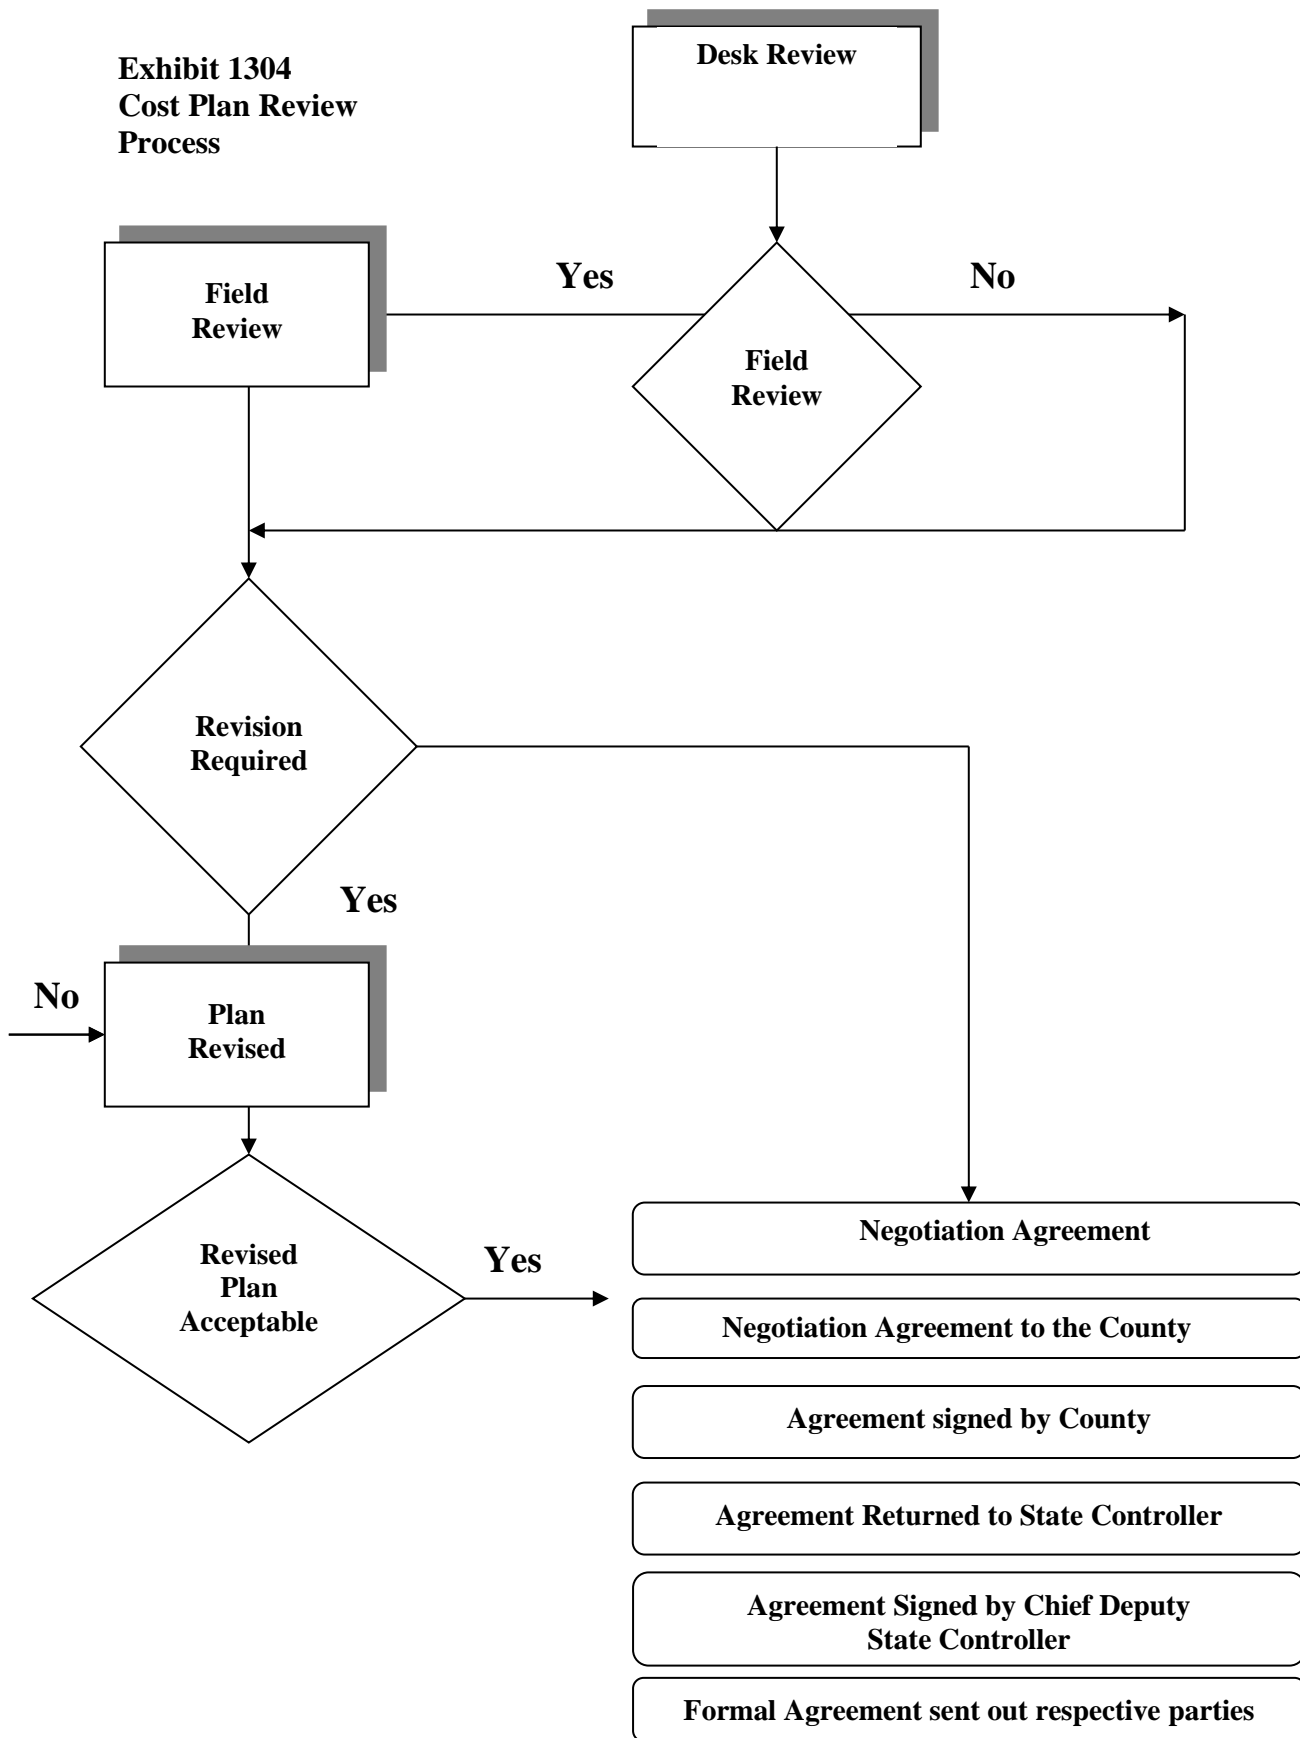 Exhibit 1304
Cost Plan Review
Process
Desk Review
Field
Review
Yes
No
Field
Review
Revision
Required
Yes
No
Plan
Revised
Revised
Plan
Acceptable
Yes
Negotiation Agreement
Negotiation Agreement to the County
Agreement signed by County
Agreement Returned to State Controller
Agreement Signed by Chief Deputy
State Controller
Formal Agreement sent out respective parties